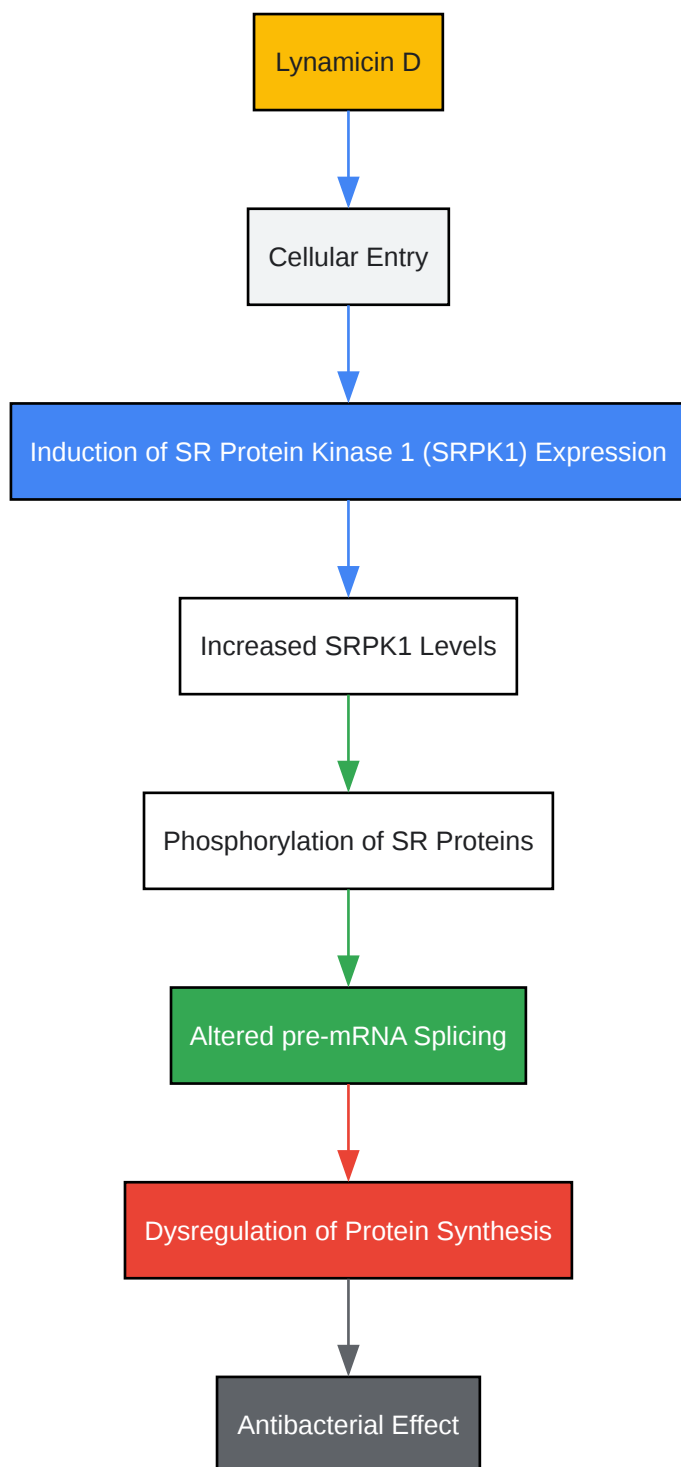 Lynamicin D
Cellular Entry
Induction of SR Protein Kinase 1 (SRPK1) Expression
Increased SRPK1 Levels
Phosphorylation of SR Proteins
Altered pre-mRNA Splicing
Dysregulation of Protein Synthesis
Antibacterial Effect